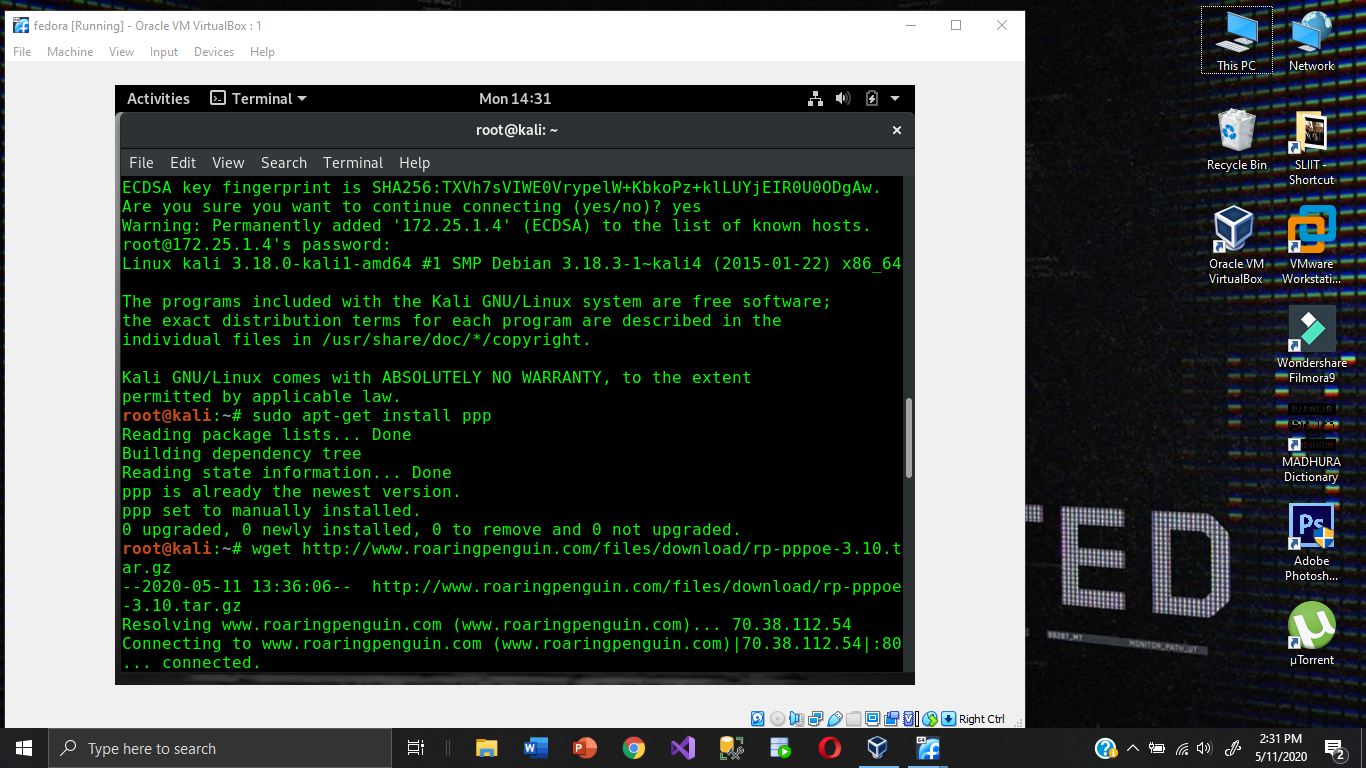 fedora [Running] - Oracle VM VirtualBox : 1
File Machine View Input Devices Help
Activities Terminal Mon 14:31
root@kali: ~
File Edit View Search Terminal Help
ECDSA key fingerprint is SHA256:TXVh7sVIWE0VrypelW+KbkoPz+klLUYjEIR0U0ODgAw.
Are you sure you want to continue connecting (yes/no)? yes
Warning: Permanently added '172.25.1.4' (ECDSA) to the list of known hosts.
root@172.25.1.4's password:
Linux kali 3.18.0-kali1-amd64 #1 SMP Debian 3.18.3-1~kali4 (2015-01-22) x86_64
The programs included with the Kali GNU/Linux system are free software;
the exact distribution terms for each program are described in the
individual files in /usr/share/doc/*/copyright.
Kali GNU/Linux comes with ABSOLUTELY NO WARRANTY, to the extent
permitted by applicable law.
root@kali:~# sudo apt-get install ppp
Reading package lists... Done
Building dependency tree
Reading state information... Done
ppp is already the newest version.
ppp set to manually installed.
0 upgraded, 0 newly installed, 0 to remove and 0 not upgraded.
root@kali:~# wget http://www.roaringpenguin.com/files/download/rp-pppoe-3.10.t
ar.gz
--2020-05-11 13:36:06--  http://www.roaringpenguin.com/files/download/rp-pppoe
-3.10.tar.gz
Resolving www.roaringpenguin.com (www.roaringpenguin.com)... 70.38.112.54
Connecting to www.roaringpenguin.com (www.roaringpenguin.com)|70.38.112.54|:80
... connected.
Right Ctrl
This PC
Network
Recycle Bin
SLIIT -
Shortcut
Oracle VM
VirtualBox
VMware
Workstati...
Wondershare
Filmora9
MADHURA
Dictionary
Ps
Adobe
Photosh...
µTorrent
TED
MONITOR_PATH_UT
Type here to search
2:31 PM
5/11/2020
2